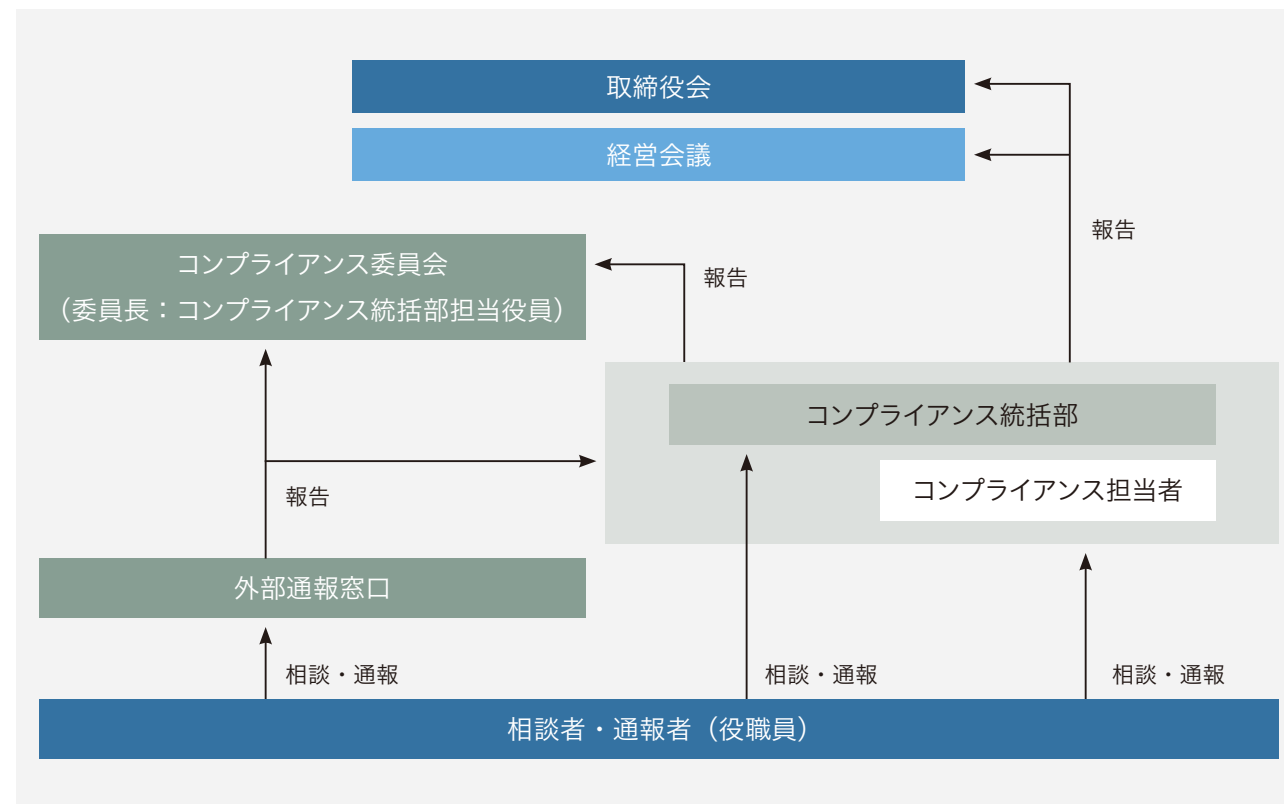 取締役会
経営会議
報告
コンプライアンス委員会
（委員長：コンプライアンス統括部担当役員）
報告
コンプライアンス統括部
コンプライアンス担当者
報告
外部通報窓口
相談・通報
相談・通報
相談・通報
相談者・通報者（役職員）